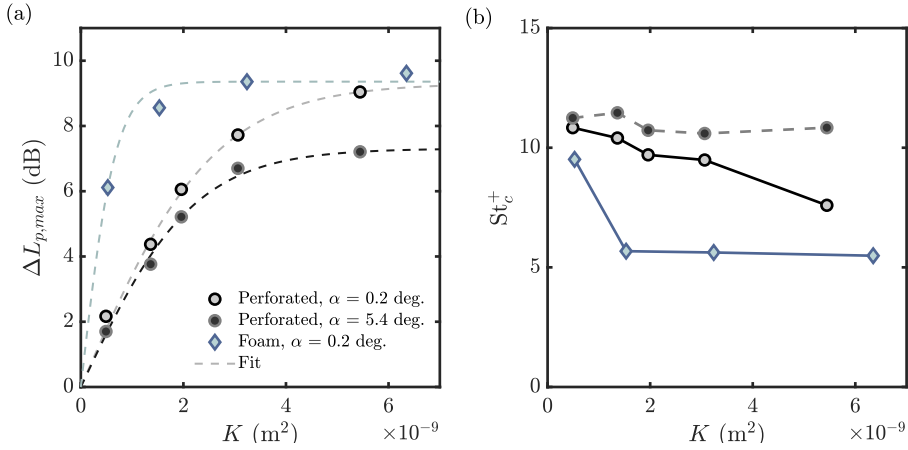 (a)
10
8
6
4
2
0
ΔL_{p,max} (dB)
Perforated, α = 0.2 deg.
Perforated, α = 5.4 deg.
Foam, α = 0.2 deg.
Fit
0 2 4 6
K (m²) ×10⁻⁹
(b)
15
10
5
0
St_c^+
0 2 4 6
K (m²) ×10⁻⁹